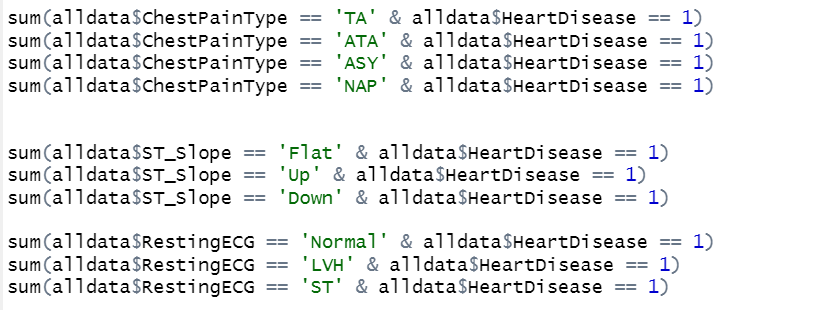 sum(alldata$ChestPainType == 'TA' & alldata$HeartDisease == 1)
sum(alldata$ChestPainType == 'ATA' & alldata$HeartDisease == 1)
sum(alldata$ChestPainType == 'ASY' & alldata$HeartDisease == 1)
sum(alldata$ChestPainType == 'NAP' & alldata$HeartDisease == 1)
sum(alldata$ST_Slope == 'Flat' & alldata$HeartDisease == 1)
sum(alldata$ST_Slope == 'Up' & alldata$HeartDisease == 1)
sum(alldata$ST_Slope == 'Down' & alldata$HeartDisease == 1)
sum(alldata$RestingECG == 'Normal' & alldata$HeartDisease == 1)
sum(alldata$RestingECG == 'LVH' & alldata$HeartDisease == 1)
sum(alldata$RestingECG == 'ST' & alldata$HeartDisease == 1)